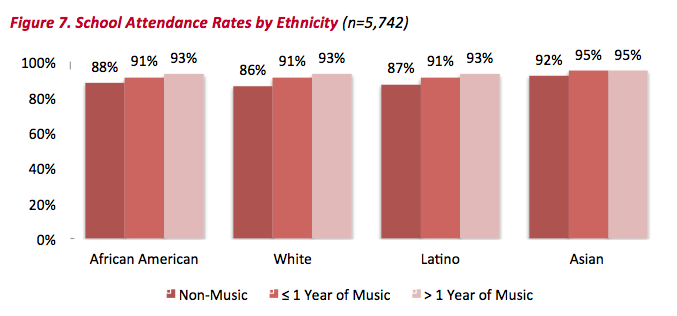 Figure 7. School Attendance Rates by Ethnicity (n=5,742)
100%
80%
60%
40%
20%
0%
88% 91% 93%
86% 91% 93%
87% 91% 93%
92% 95% 95%
African American White Latino Asian
Non-Music ≤ 1 Year of Music > 1 Year of Music